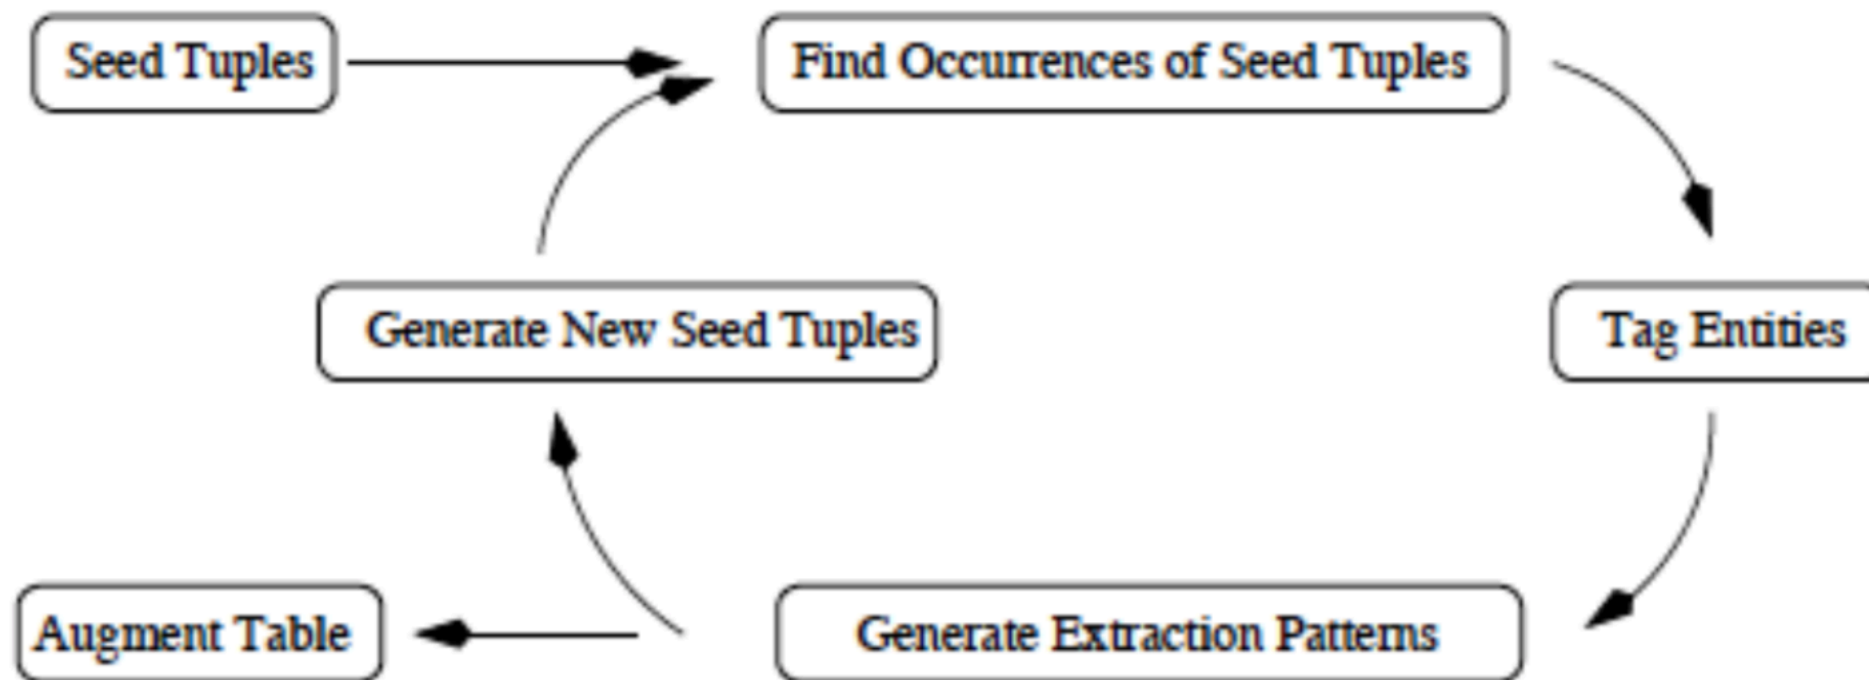 Seed Tuples
Find Occurrences of Seed Tuples
Generate New Seed Tuples
Tag Entities
Augment Table
Generate Extraction Patterns